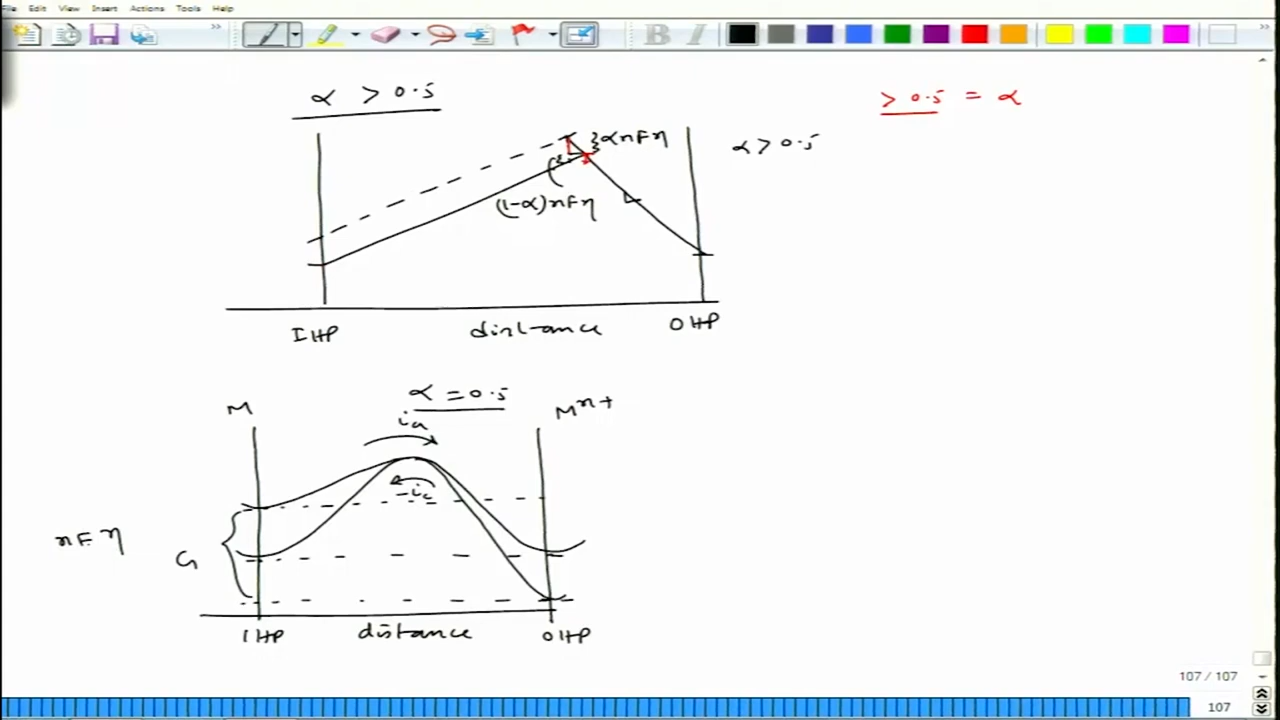 File Edit View Insert Actions Tools Help
B I
α > 0.5
> 0.5 = α
αnFη
α > 0.5
(1-α)nFη
IHP distance OHP
α = 0.5
M
Mⁿ⁺
iₐ
-i꜀
nFη
G
IHP distance OHP
107 / 107
107